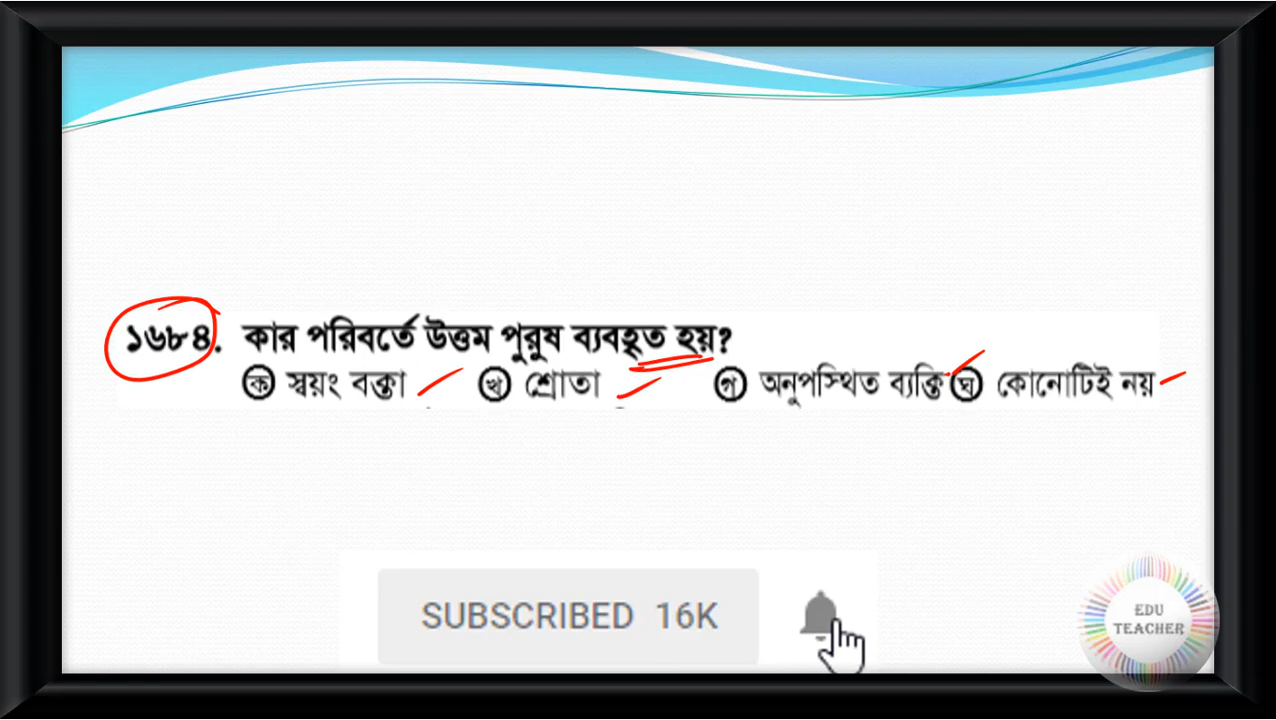 ১৬৮৪. কার পরিবর্তে উত্তম পুরুষ ব্যবহৃত হয়?
ক স্বয়ং বক্তা খ শ্রোতা গ অনুপস্থিত ব্যক্তি ঘ কোনোটিই নয়
SUBSCRIBED 16K
EDU
TEACHER